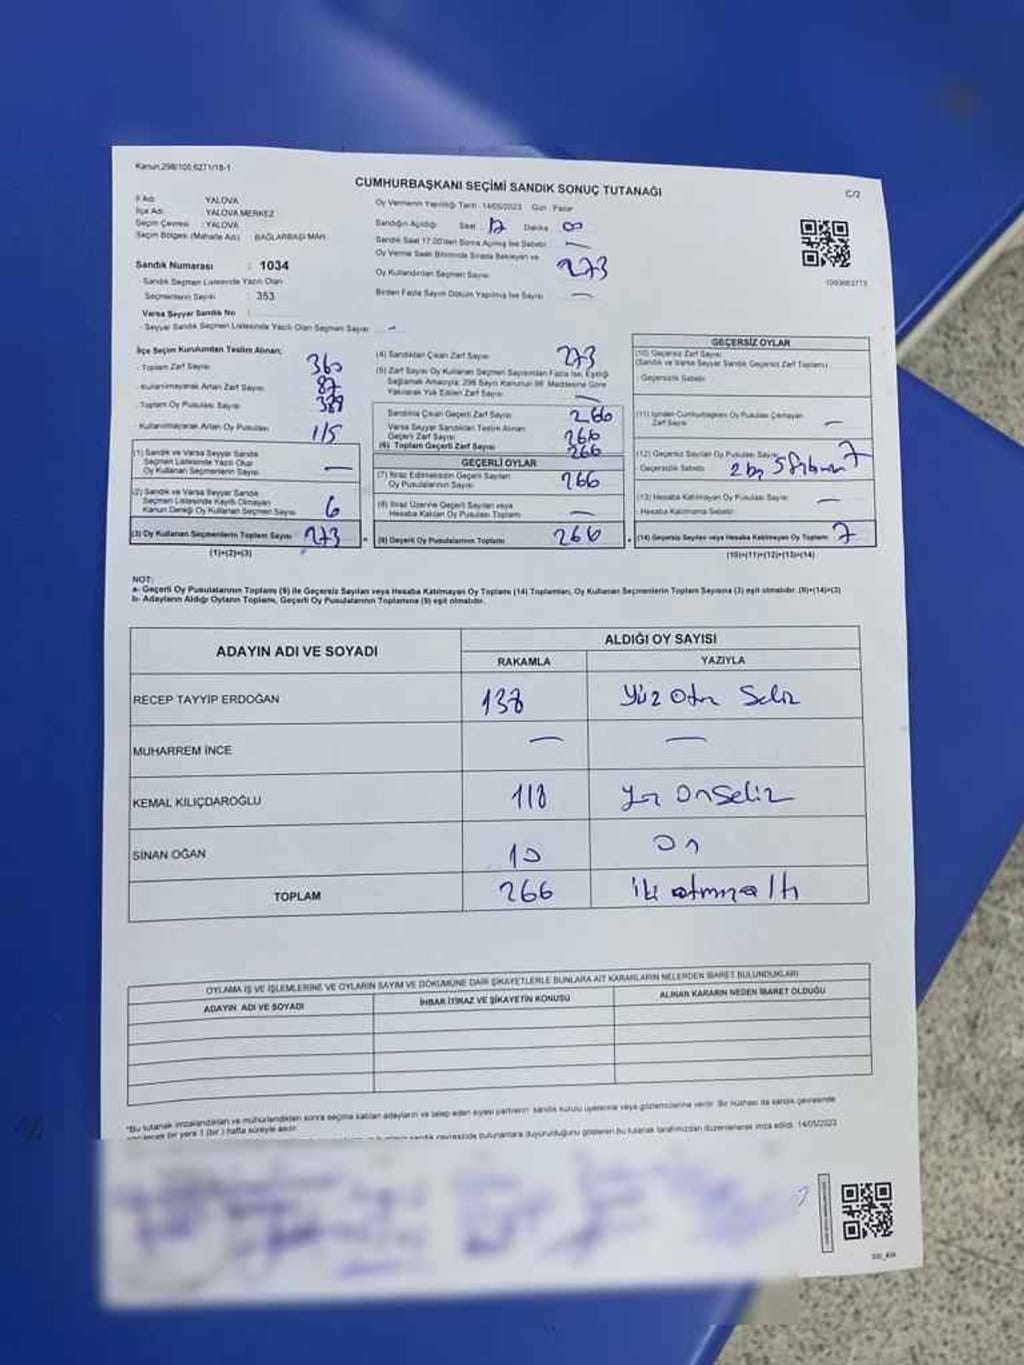 Kanun:298/105;6271/19-1
CUMHURBAŞKANI SEÇİMİ SANDIK SONUÇ TUTANAĞI
C/2
İl Adı: YALOVA
İlçe Adı: YALOVA MERKEZ
Seçim Çevresi : YALOVA
Seçim Bölgesi (Mahalle Adı) BAĞLARBAŞI MAH.
Sandık Numarası : 1034
- Sandık Seçmen Listesinde Yazılı Olan
Seçmenlerin Sayısı : 353
Varsa Seyyar Sandık No :
- Seyyar Sandık Seçmen Listesinde Yazılı Olan Seçmen Sayısı : -
Oy Vermenin Yapıldığı Tarih : 14/05/2023 Gün : Pazar
Sandığın Açıldığı Saat : Dakika
Sandık Saat 17.00'den Sonra Açılmış İse Sebebi : —
Oy Verme Saati Bitiminde Sırada Bekleyen ve
Oy Kullandırılan Seçmen Sayısı 273
Birden Fazla Sayım Döküm Yapılmış İse Sayısı —
İlçe Seçim Kurulundan Teslim Alınan;
- Toplam Zarf Sayısı 360
- Kullanılmayarak Artan Zarf Sayısı 87
- Toplam Oy Pusulası Sayısı
- Kullanılmayarak Artan Oy Pusulası 115
(1) Sandık ve Varsa Seyyar Sandık
Seçmen Listesinde Yazılı Olup
Oy Kullanan Seçmenlerin Sayısı —
(2) Sandık ve Varsa Seyyar Sandık
Seçmen Listesinde Kayıtlı Olmayan
Kanun Gereği Oy Kullanan Seçmen Sayısı 6
(3) Oy Kullanan Seçmenlerin Toplam Sayısı 273
(1)+(2)=(3)
(4) Sandıktan Çıkan Zarf Sayısı 273
(5) Zarf Sayısı Oy Kullanan Seçmen Sayısından Fazla İse, Eşitliği
Sağlamak Amacıyla; 298 Sayılı Kanunun 98. Maddesine Göre
Yakılarak Yok Edilen Zarf Sayısı —
Sandıkta Çıkan Geçerli Zarf Sayısı 266
Varsa Seyyar Sandıktan Teslim Alınan
Geçerli Zarf Sayısı 266
(6) Toplam Geçerli Zarf Sayısı 266
GEÇERLİ OYLAR
(7) İtiraz Edilmeksizin Geçerli Sayılan
Oy Pusulalarının Sayısı 266
(8) İtiraz Üzerine Geçerli Sayılan veya
Hesaba Katılan Oy Pusulası Toplamı —
(9) Geçerli Oy Pusulalarının Toplamı 266
1093663773
GEÇERSİZ OYLAR
(10) Geçersiz Zarf Sayısı
(Sandık ve Varsa Seyyar Sandık Geçersiz Zarf Toplamı)
- Geçersizlik Sebebi
(11) İçinden Cumhurbaşkanı Oy Pusulası Çıkmayan
Zarf Sayısı —
(12) Geçersiz Sayılan Oy Pusulası Sayısı 7
- Geçersizlik Sebebi 2 boş 5
(13) Hesaba Katılmayan Oy Pusulası Sayısı —
- Hesaba Katılmama Sebebi
(14) Geçersiz Sayılan veya Hesaba Katılmayan Oy Toplamı 7
(10)+(11)+(12)+(13)=(14)
NOT:
a- Geçerli Oy Pusulalarının Toplamı (9) ile Geçersiz Sayılan veya Hesaba Katılmayan Oy Toplamı (14) Toplamları, Oy Kullanan Seçmenlerin Toplam Sayısına (3) eşit olmalıdır. (9)+(14)=(3)
b- Adayların Aldığı Oyların Toplamı, Geçerli Oy Pusulalarının Toplamına (9) eşit olmalıdır.
ADAYIN ADI VE SOYADI
ALDIĞI OY SAYISI
RAKAMLA YAZIYLA
RECEP TAYYİP ERDOĞAN 138 Yüz Otuz Sekiz
MUHARREM İNCE — —
KEMAL KILIÇDAROĞLU 118 Yüz Onsekiz
SİNAN OĞAN 10 On
TOPLAM 266 İki atmışaltı
OYLAMA İŞ VE İŞLEMLERİNE VE OYLARIN SAYIM VE DÖKÜMÜNE DAİR ŞİKAYETLERLE BUNLARA AİT KARARLARIN NELERDEN İBARET BULUNDUKLARI
ADAYIN ADI VE SOYADI İHBAR İTİRAZ VE ŞİKAYETİN KONUSU ALINAN KARARIN NEDEN İBARET OLDUĞU
*Bu tutanak imzalandıktan ve mühürlendikten sonra seçime katılan adayların ve talep eden siyasi partilerin sandık kurulu üyelerine veya gözlemcilerine verilir. Bir nüshası da sandık çevresinde
bir yere 1 (bir ) hafta süreyle asılır.
sandık çevresinde bulunanlara duyurulduğunu gösteren bu tutanak tarafımızdan düzenlenerek imza edildi. 14/05/2023